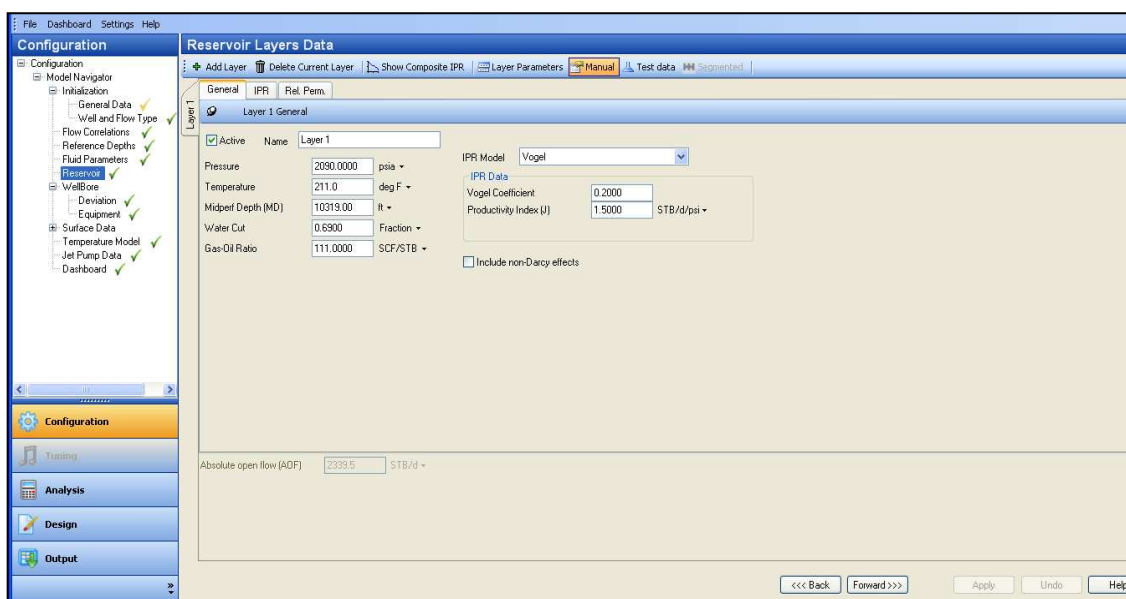 File Dashboard Settings Help
Configuration
Configuration
Model Navigator
Initialization
General Data
Well and Flow Type
Flow Correlations
Reference Depths
Fluid Parameters
Reservoir
WellBore
Deviation
Equipment
Surface Data
Temperature Model
Jet Pump Data
Dashboard
Configuration
Tuning
Analysis
Design
Output
Reservoir Layers Data
Add Layer Delete Current Layer Show Composite IPR Layer Parameters Manual Test data Segmented
Layer 1
General IPR Rel. Perm.
Layer 1 General
Active Name Layer 1
Pressure 2090.0000 psia
Temperature 211.0 deg F
Midperf Depth (MD) 10319.00 ft
Water Cut 0.6900 Fraction
Gas-Oil Ratio 111.0000 SCF/STB
IPR Model Vogel
IPR Data
Vogel Coefficient 0.2000
Productivity Index (J) 1.5000 STB/d/psi
Include non-Darcy effects
Absolute open flow (AOF) 2339.5 STB/d
<<< Back Forward >>> Apply Undo Help